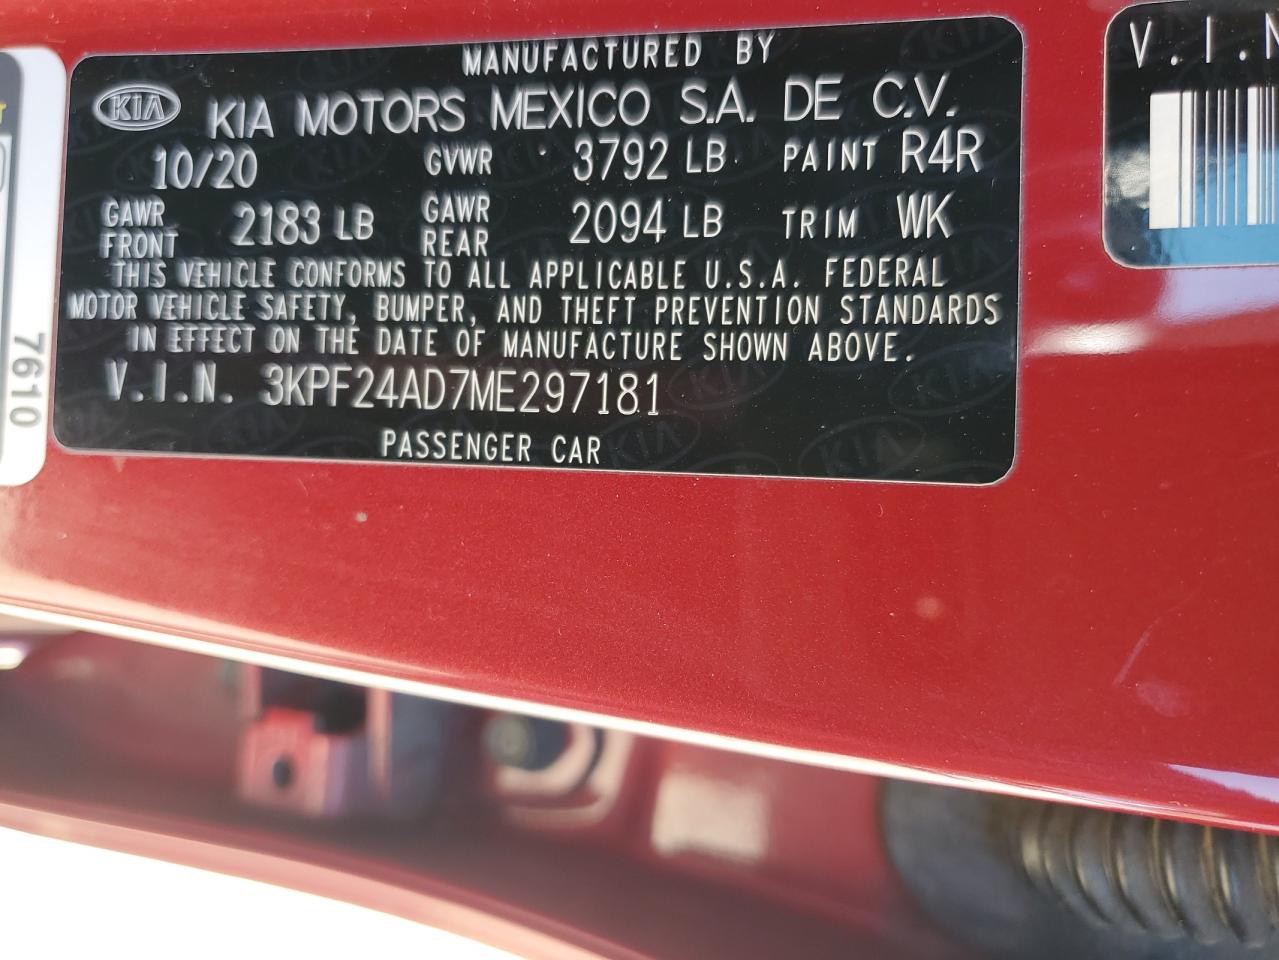 MANUFACTURED BY
KIA KIA MOTORS MEXICO S.A. DE C.V.
10/20 GVWR 3792 LB PAINT R4R
GAWR FRONT 2183 LB GAWR REAR 2094 LB TRIM WK
THIS VEHICLE CONFORMS TO ALL APPLICABLE U.S.A. FEDERAL
MOTOR VEHICLE SAFETY, BUMPER, AND THEFT PREVENTION STANDARDS
IN EFFECT ON THE DATE OF MANUFACTURE SHOWN ABOVE.
V.I.N. 3KPF24AD7ME297181
PASSENGER CAR
V.I.N
7610